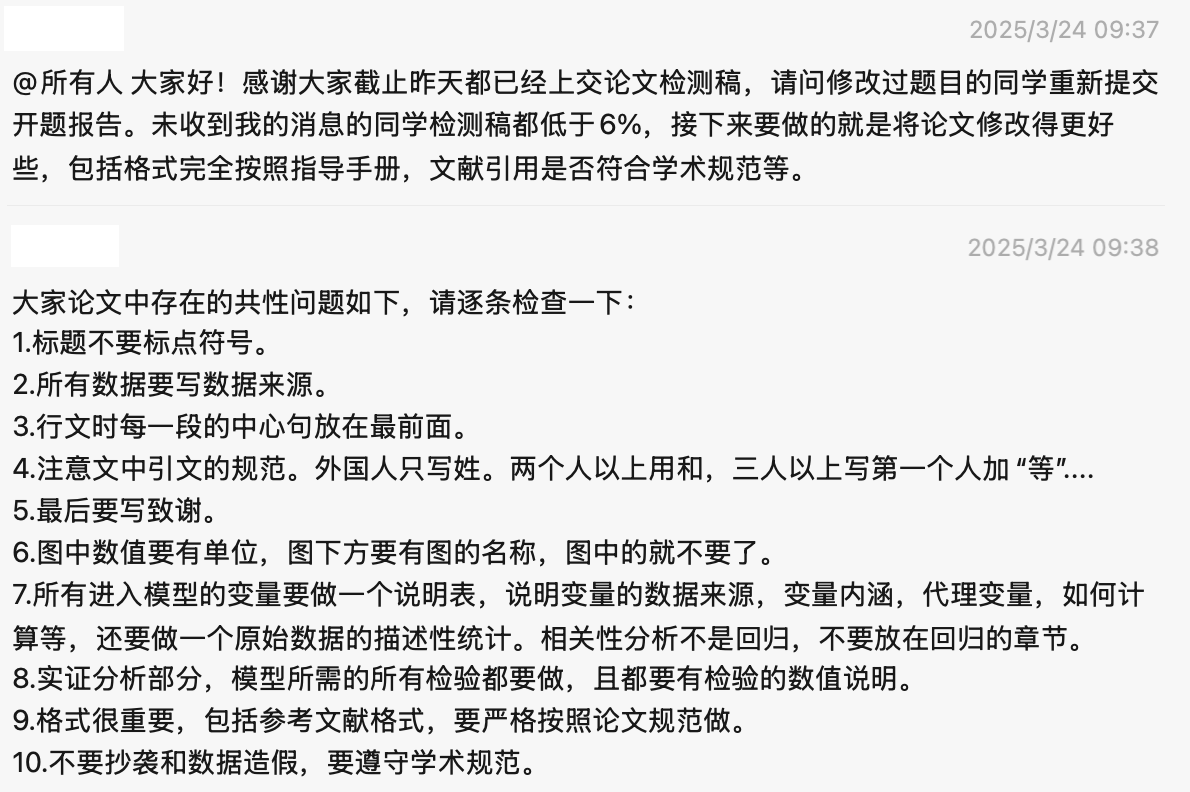 2025/3/24 09:37
@所有人 大家好！感谢大家截止昨天都已经上交论文检测稿，请问修改过题目的同学重新提交
开题报告。未收到我的消息的同学检测稿都低于6%，接下来要做的就是将论文修改得更好
些，包括格式完全按照指导手册，文献引用是否符合学术规范等。
2025/3/24 09:38
大家论文中存在的共性问题如下，请逐条检查一下：
1.标题不要标点符号。
2.所有数据要写数据来源。
3.行文时每一段的中心句放在最前面。
4.注意文中引文的规范。外国人只写姓。两个人以上用和，三人以上写第一个人加 “等”....
5.最后要写致谢。
6.图中数值要有单位，图下方要有图的名称，图中的就不要了。
7.所有进入模型的变量要做一个说明表，说明变量的数据来源，变量内涵，代理变量，如何计
算等，还要做一个原始数据的描述性统计。相关性分析不是回归，不要放在回归的章节。
8.实证分析部分，模型所需的所有检验都要做，且都要有检验的数值说明。
9.格式很重要，包括参考文献格式，要严格按照论文规范做。
10.不要抄袭和数据造假，要遵守学术规范。